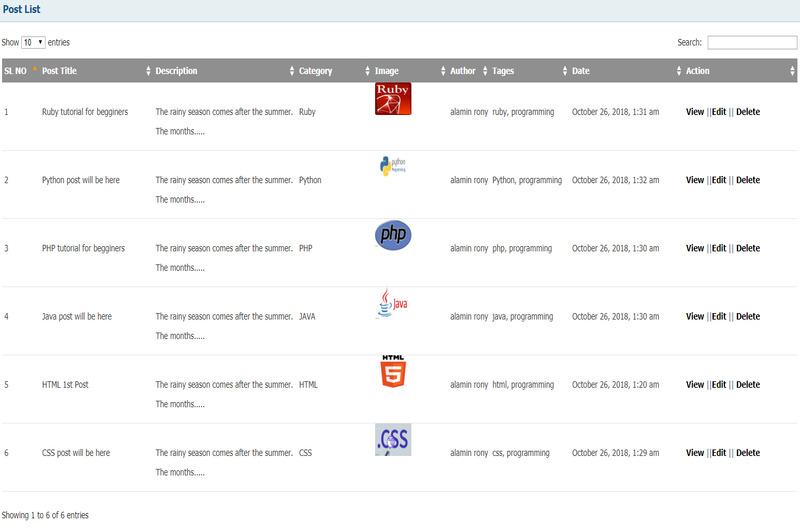 Post List
Show 10 entries Search:
SL NO Post Title Description Category Image Author Tages Date Action
Ruby
1 Ruby tutorial for begginers The rainy season comes after the summer. Ruby alamin rony ruby, programming October 26, 2018, 1:31 am View ||Edit || Delete
The months.....
python
Programming
2 Python post will be here The rainy season comes after the summer. Python alamin rony Python, programming October 26, 2018, 1:32 am View ||Edit || Delete
The months.....
php
3 PHP tutorial for begginers The rainy season comes after the summer. PHP alamin rony php, programming October 26, 2018, 1:30 am View ||Edit || Delete
The months.....
Java
4 Java post will be here The rainy season comes after the summer. JAVA alamin rony java, programming October 26, 2018, 1:30 am View ||Edit || Delete
The months.....
HTML
5
5 HTML 1st Post The rainy season comes after the summer. HTML alamin rony html, programming October 26, 2018, 1:20 am View ||Edit || Delete
The months.....
.CSS
6 CSS post will be here The rainy season comes after the summer. CSS alamin rony css, programming October 26, 2018, 1:29 am View ||Edit || Delete
The months.....
Showing 1 to 6 of 6 entries